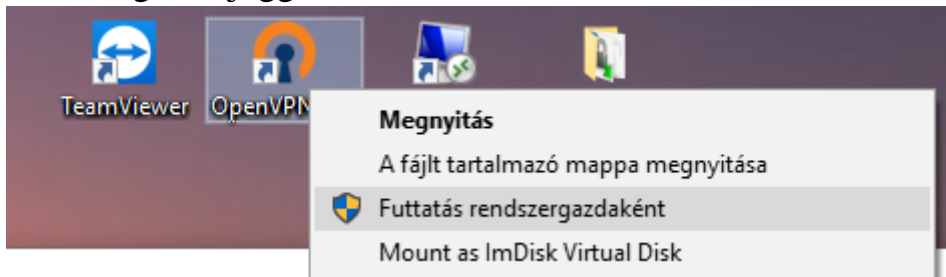 TeamViewer OpenVPN
Megnyitás
A fájlt tartalmazó mappa megnyitása
Futtatás rendszergazdaként
Mount as ImDisk Virtual Disk